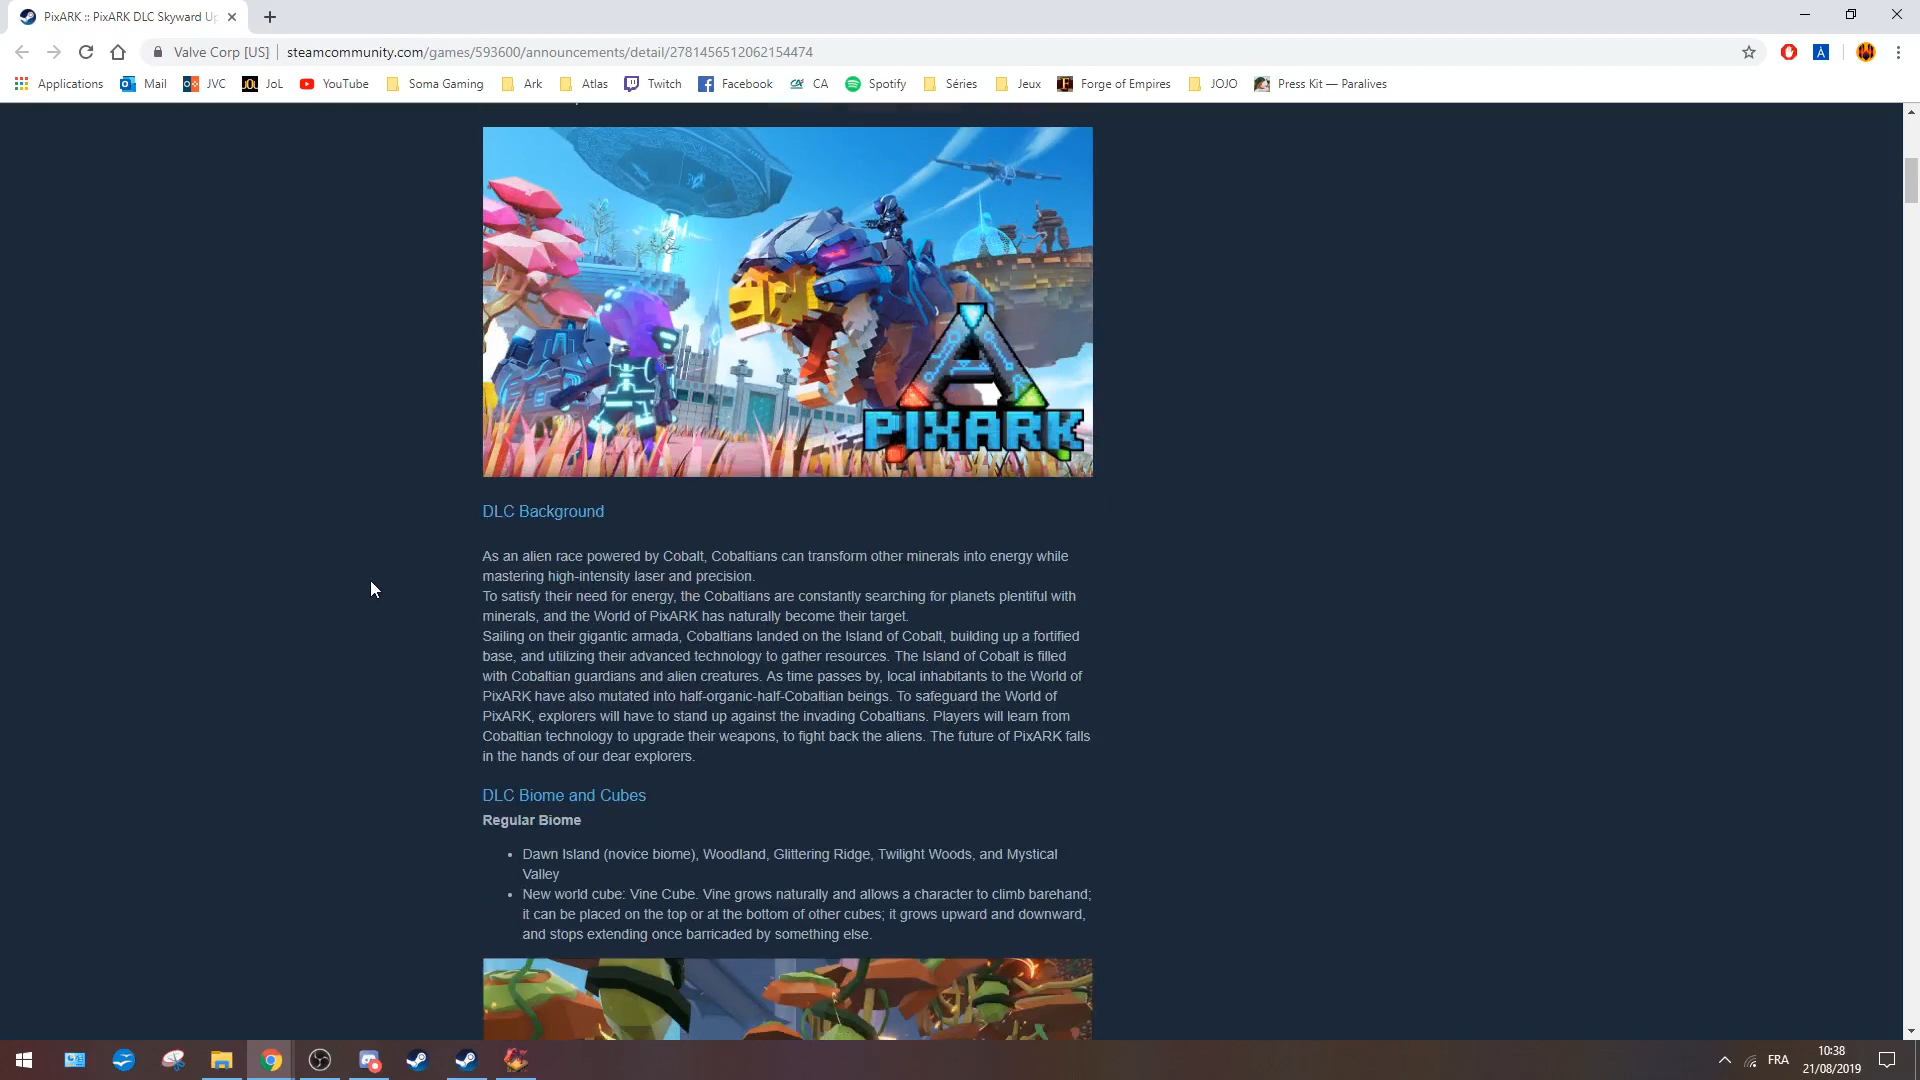 PixARK :: PixARK DLC Skyward Up
Valve Corp [US] | steamcommunity.com/games/593600/announcements/detail/2781456512062154474
Applications Mail JVC JoL YouTube Soma Gaming Ark Atlas Twitch Facebook CA Spotify Séries Jeux Forge of Empires JOJO Press Kit — Paralives
PIXARK
DLC Background
As an alien race powered by Cobalt, Cobaltians can transform other minerals into energy while
mastering high-intensity laser and precision.
To satisfy their need for energy, the Cobaltians are constantly searching for planets plentiful with
minerals, and the World of PixARK has naturally become their target.
Sailing on their gigantic armada, Cobaltians landed on the Island of Cobalt, building up a fortified
base, and utilizing their advanced technology to gather resources. The Island of Cobalt is filled
with Cobaltian guardians and alien creatures. As time passes by, local inhabitants to the World of
PixARK have also mutated into half-organic-half-Cobaltian beings. To safeguard the World of
PixARK, explorers will have to stand up against the invading Cobaltians. Players will learn from
Cobaltian technology to upgrade their weapons, to fight back the aliens. The future of PixARK falls
in the hands of our dear explorers.
DLC Biome and Cubes
Regular Biome
• Dawn Island (novice biome), Woodland, Glittering Ridge, Twilight Woods, and Mystical
Valley
• New world cube: Vine Cube. Vine grows naturally and allows a character to climb barehand;
it can be placed on the top or at the bottom of other cubes; it grows upward and downward,
and stops extending once barricaded by something else.
FRA
10:38
21/08/2019